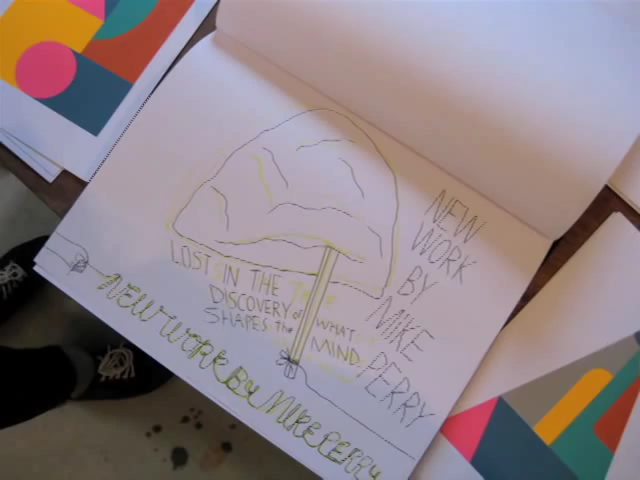 LOST IN THE
DISCOVERY of WHAT
SHAPES the MIND
NEW
WORK
BY
MIKE
PERRY
NEW WORK By MIKE PERRY